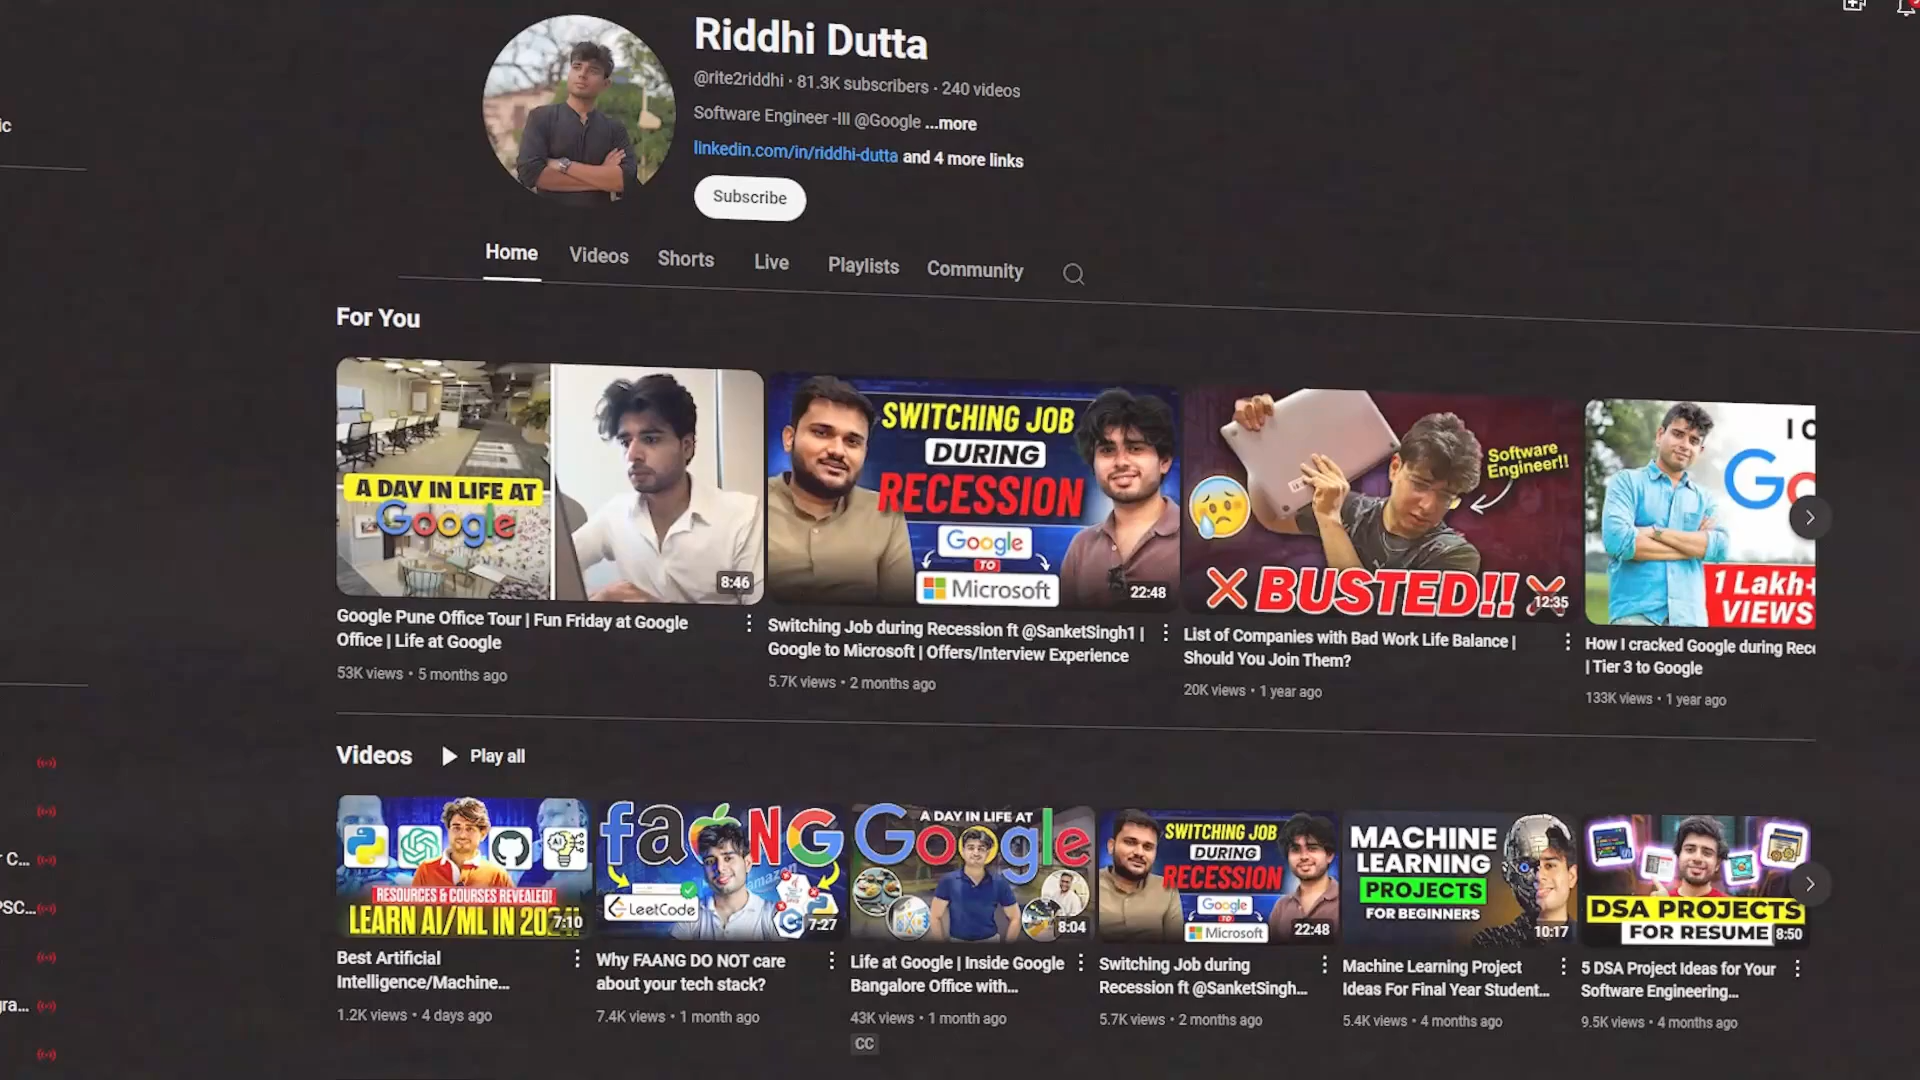 Riddhi Dutta
@rite2riddhi · 81.3K subscribers · 240 videos
Software Engineer -III @Google ...more
linkedin.com/in/riddhi-dutta and 4 more links
Subscribe
ic
Home Videos Shorts Live Playlists Community
For You
A DAY IN LIFE AT
Google
8:46
SWITCHING JOB
DURING
RECESSION
Google
TO
Microsoft
22:48
Software
Engineer!!
BUSTED!!
12:35
I C
Go
1 Lakh+
VIEWS
Google Pune Office Tour | Fun Friday at Google
Office | Life at Google
53K views • 5 months ago
Switching Job during Recession ft @SanketSingh1 |
Google to Microsoft | Offers/Interview Experience
5.7K views • 2 months ago
List of Companies with Bad Work Life Balance |
Should You Join Them?
20K views • 1 year ago
How I cracked Google during Rece
| Tier 3 to Google
133K views • 1 year ago
Videos Play all
r C...
PSC...
gra...
AI
RESOURCES & COURSES REVEALED!
LEARN AI/ML IN 2024!
7:10
faANG
amazon
LeetCode
7:27
A DAY IN LIFE AT
Google
8:04
SWITCHING JOB
DURING
RECESSION
Google
TO
Microsoft
22:48
MACHINE
LEARNING
PROJECTS
FOR BEGINNERS
10:17
DSA PROJECTS
FOR RESUME
8:50
Best Artificial
Intelligence/Machine...
1.2K views • 4 days ago
Why FAANG DO NOT care
about your tech stack?
7.4K views • 1 month ago
Life at Google | Inside Google
Bangalore Office with...
43K views • 1 month ago
CC
Switching Job during
Recession ft @SanketSingh...
5.7K views • 2 months ago
Machine Learning Project
Ideas For Final Year Student...
5.4K views • 4 months ago
5 DSA Project Ideas for Your
Software Engineering...
9.5K views • 4 months ago